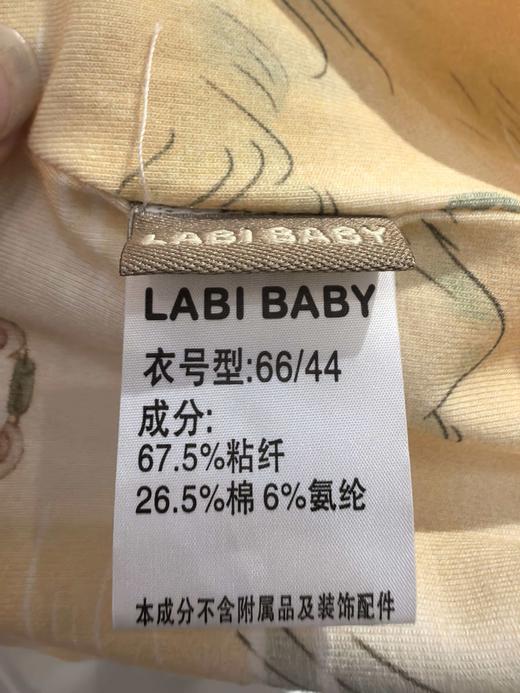 LABI BABY
LABI BABY
衣号型:66/44
成分:
67.5%粘纤
26.5%棉 6%氨纶
本成分不含附属品及装饰配件